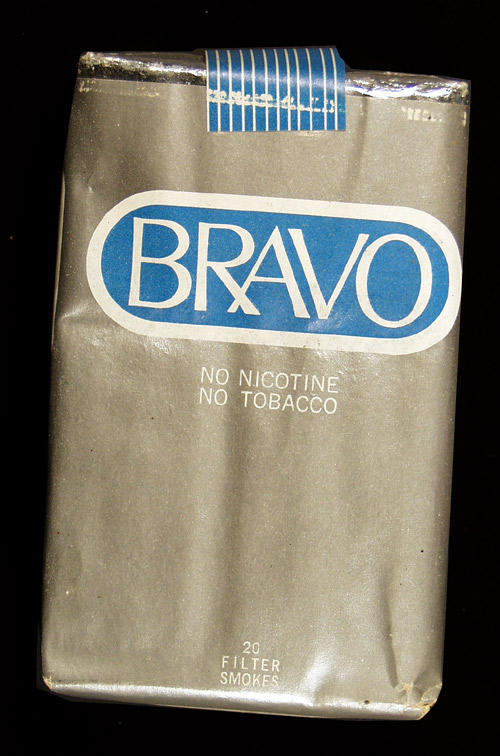 BRAVO
NO NICOTINE
NO TOBACCO
20
FILTER
SMOKES